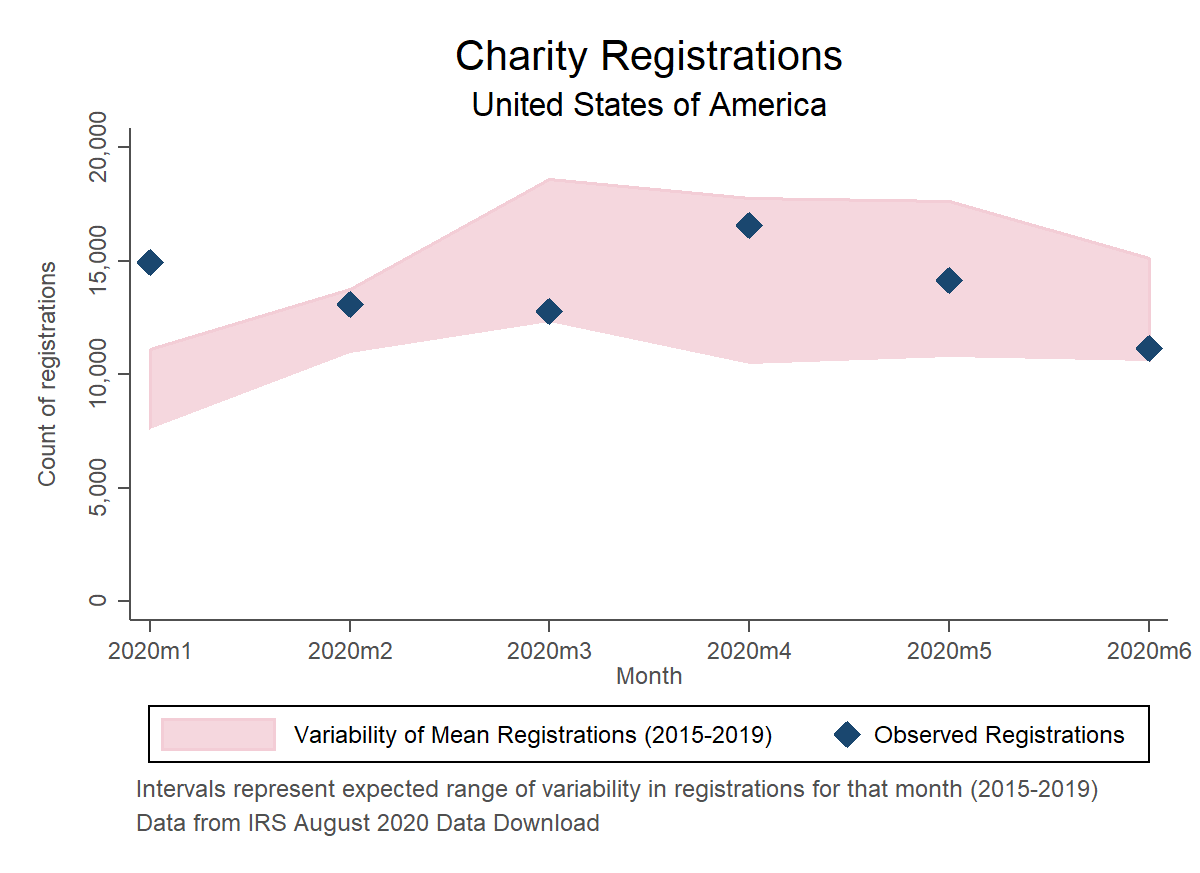 Charity Registrations
United States of America
20,000
15,000
10,000
5,000
0
Count of registrations
2020m1 2020m2 2020m3 2020m4 2020m5 2020m6
Month
Variability of Mean Registrations (2015-2019) Observed Registrations
Intervals represent expected range of variability in registrations for that month (2015-2019)
Data from IRS August 2020 Data Download